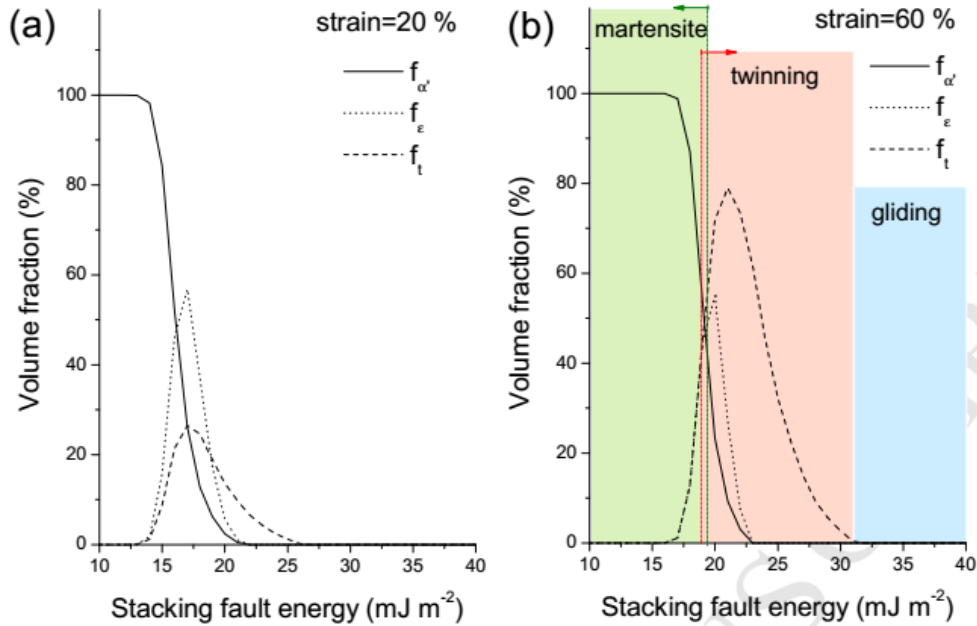 (a)
strain=20 %
f_α'
f_ε
f_t
100
80
60
40
20
0
Volume fraction (%)
10 15 20 25 30 35 40
Stacking fault energy (mJ m⁻²)
(b)
strain=60 %
martensite
twinning
gliding
f_α'
f_ε
f_t
100
80
60
40
20
0
Volume fraction (%)
10 15 20 25 30 35 40
Stacking fault energy (mJ m⁻²)